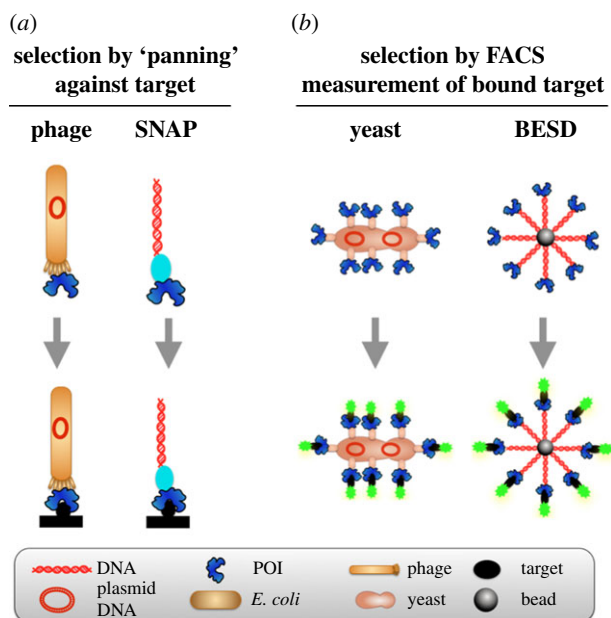 (a)
selection by ‘panning’
against target
phage SNAP
(b)
selection by FACS
measurement of bound target
yeast BESD
DNA POI phage target
plasmid
DNA E. coli yeast bead